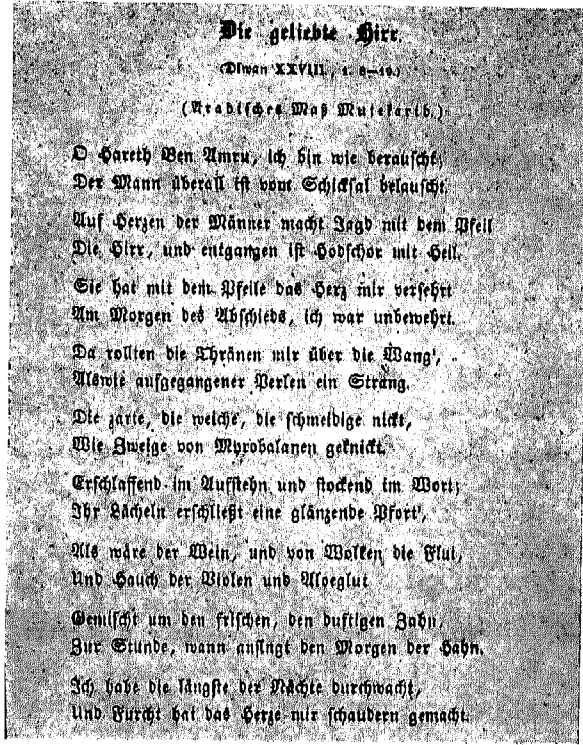 Die geliebte Hirr.
(Diwan XXVIII, 1. 6—19.)
(Arabisches Maß Mutekarib.)
O Hareth Ben Amru, ich bin wie berauscht;
Der Mann überall ist vom Schicksal belauscht.
Auf Herzen der Männer macht Jagd mit dem Pfeil
Die Hirr, und entgangen ist Hodschor mit Heil.
Sie hat mit dem Pfeile das Herz mir versehrt
Am Morgen des Abschieds, ich war unbewehrt.
Da rollten die Thränen mir über die Wang',
Alswie aufgegangener Perlen ein Strang.
Die zarte, die weiche, die schmeidige nickt,
Wie Zweige von Myrobalanen geknickt.
Erschlaffend im Aufstehn und stockend im Wort;
Ihr Lächeln erschließt eine glänzende Pfort',
Als wäre der Wein, und von Wolken die Flut,
Und Hauch der Violen und Aloeglut
Gemischt um den frischen, den duftigen Zahn,
Zur Stunde, wann ansingt den Morgen der Hahn.
Ich habe die längste der Nächte durchwacht,
Und Furcht hat das Herze mir schaudern gemacht.